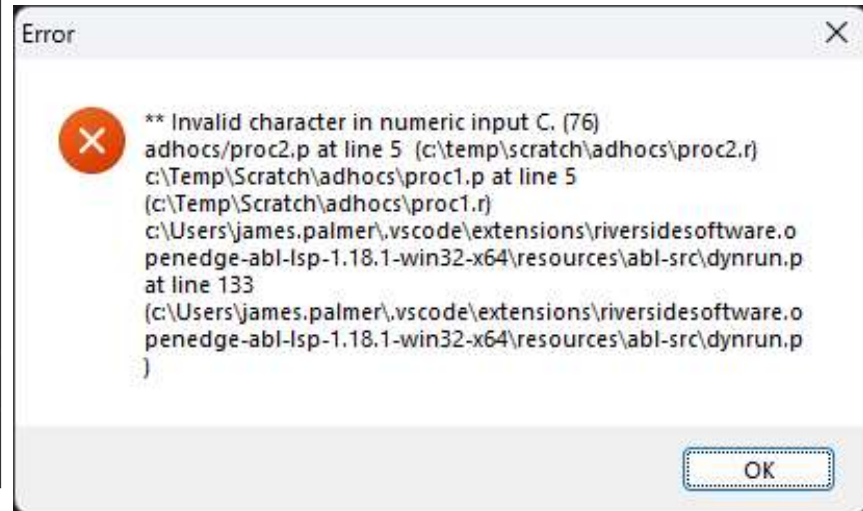 Error
** Invalid character in numeric input C. (76)
adhocs/proc2.p at line 5  (c:\temp\scratch\adhocs\proc2.r)
c:\Temp\Scratch\adhocs\proc1.p at line 5
(c:\Temp\Scratch\adhocs\proc1.r)
c:\Users\james.palmer\.vscode\extensions\riversidesoftware.o
penedge-abl-lsp-1.18.1-win32-x64\resources\abl-src\dynrun.p
at line 133
(c:\Users\james.palmer\.vscode\extensions\riversidesoftware.o
penedge-abl-lsp-1.18.1-win32-x64\resources\abl-src\dynrun.p
)
OK